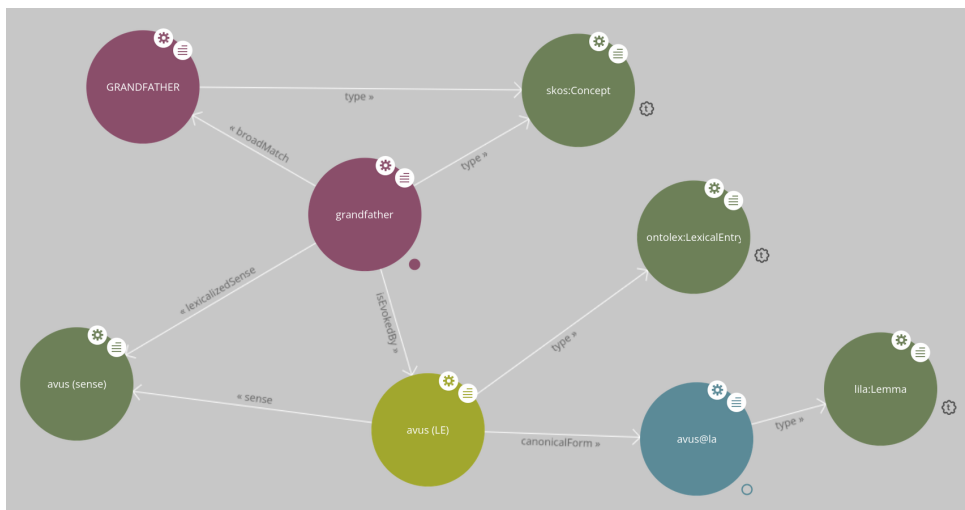 GRANDFATHER
type »
skos:Concept
« broadMatch
type »
grandfather
ontolex:LexicalEntry
« lexicalizedSense
isEvokedBy »
type »
avus (sense)
« sense
avus (LE)
canonicalForm »
avus@la
type »
lila:Lemma